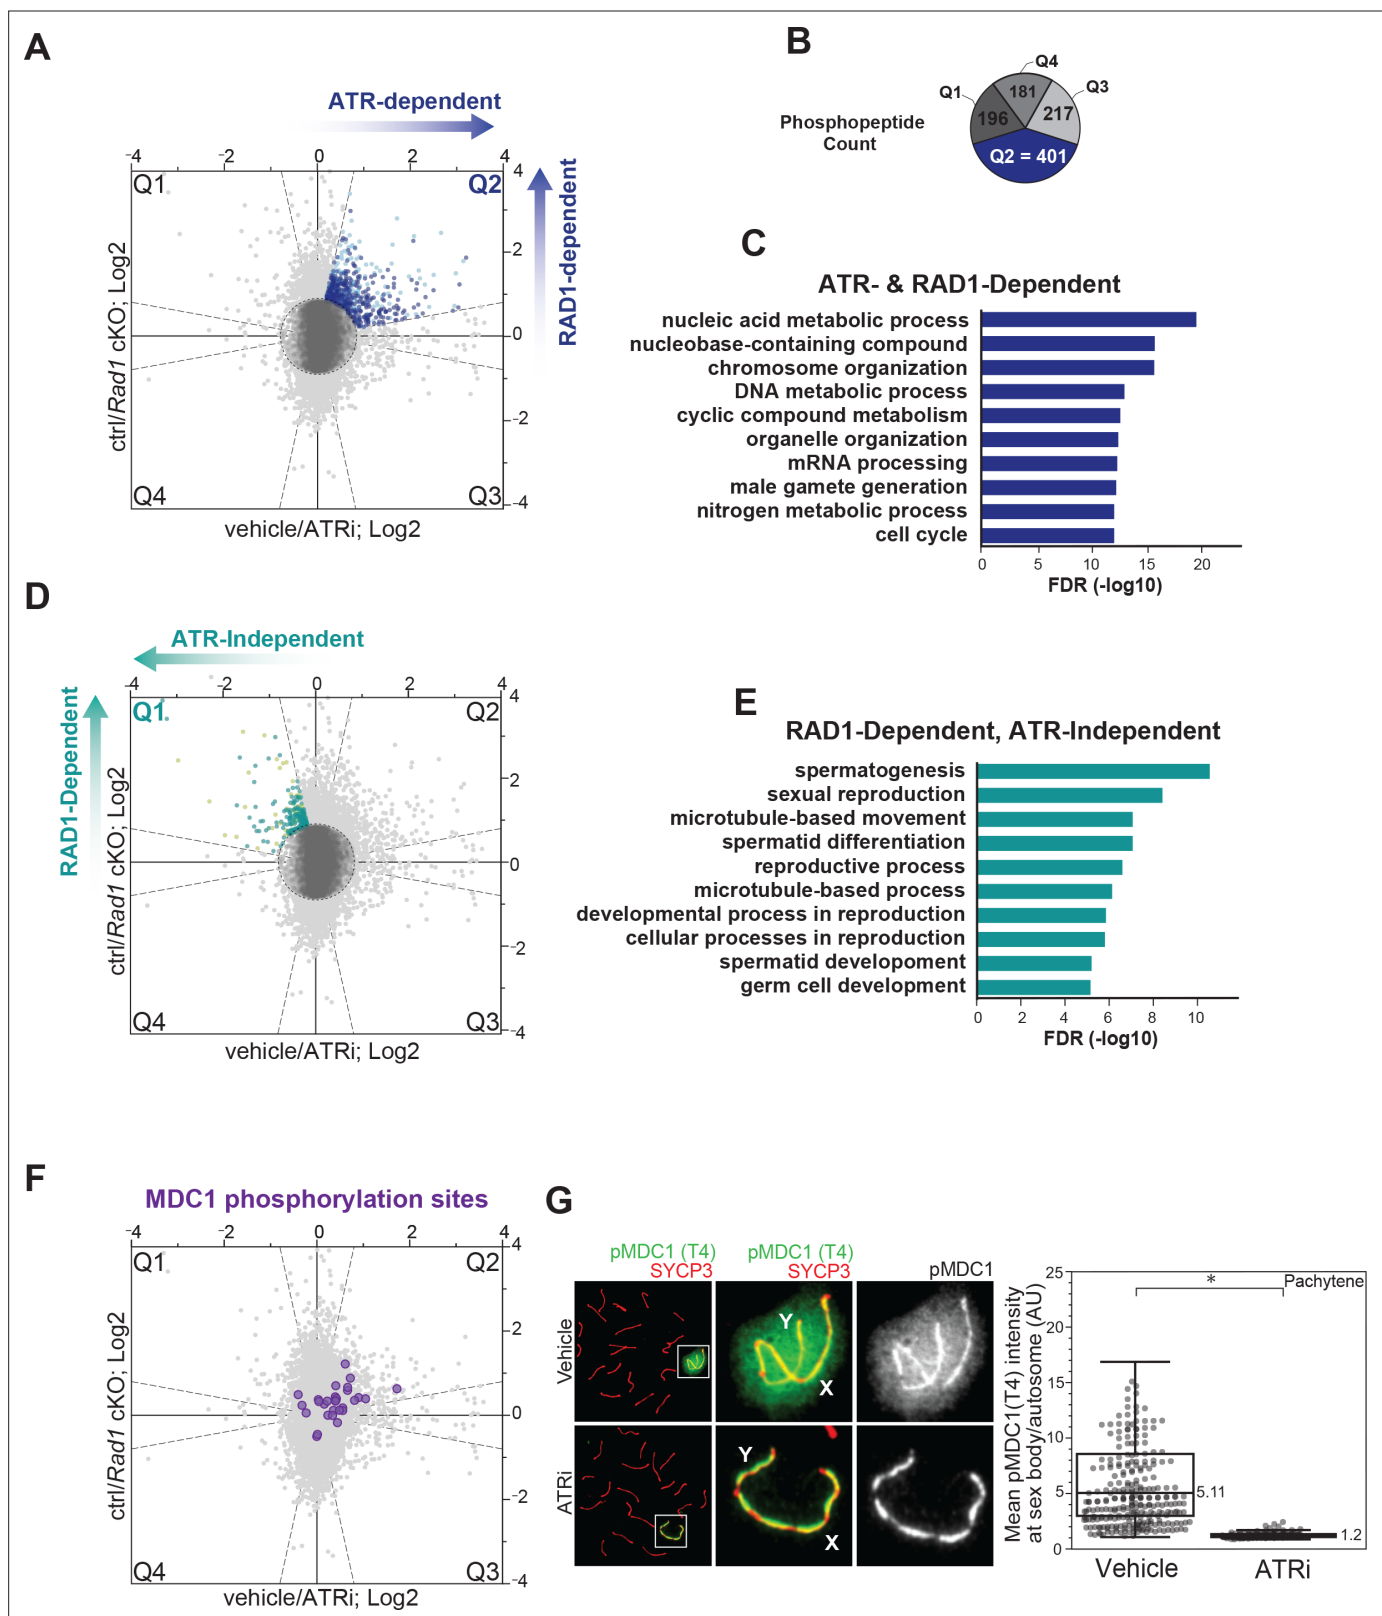 A
ATR-dependent
-4
-2
0
2
4
Q1
Q2
4
2
0
-2
-4
RAD1-dependent
ctrl/Rad1 cKO; Log2
Q4
Q3
vehicle/ATRi; Log2
B
Phosphopeptide
Count
Q4
Q1
Q3
181
196
217
Q2 = 401
C
ATR- & RAD1-Dependent
nucleic acid metabolic process
nucleobase-containing compound
chromosome organization
DNA metabolic process
cyclic compound metabolism
organelle organization
mRNA processing
male gamete generation
nitrogen metabolic process
cell cycle
0
5
10
15
20
FDR (-log10)
D
ATR-Independent
-4
-2
0
2
4
RAD1-Dependent
Q1
Q2
4
2
0
-2
-4
ctrl/Rad1 cKO; Log2
Q4
Q3
vehicle/ATRi; Log2
E
RAD1-Dependent, ATR-Independent
spermatogenesis
sexual reproduction
microtubule-based movement
spermatid differentiation
reproductive process
microtubule-based process
developmental process in reproduction
cellular processes in reproduction
spermatid developoment
germ cell development
0
2
4
6
8
10
FDR (-log10)
F
MDC1 phosphorylation sites
-4
-2
0
2
4
Q1
Q2
2
0
-2
-4
ctrl/Rad1 cKO; Log2
Q4
Q3
vehicle/ATRi; Log2
G
pMDC1 (T4)
SYCP3
pMDC1 (T4)
SYCP3
pMDC1
Vehicle
Y
X
ATRi
Y
X
Mean pMDC1(T4) intensity
at sex body/autosome (AU)
25
20
15
10
5
0
*
Pachytene
5.11
1.2
Vehicle
ATRi